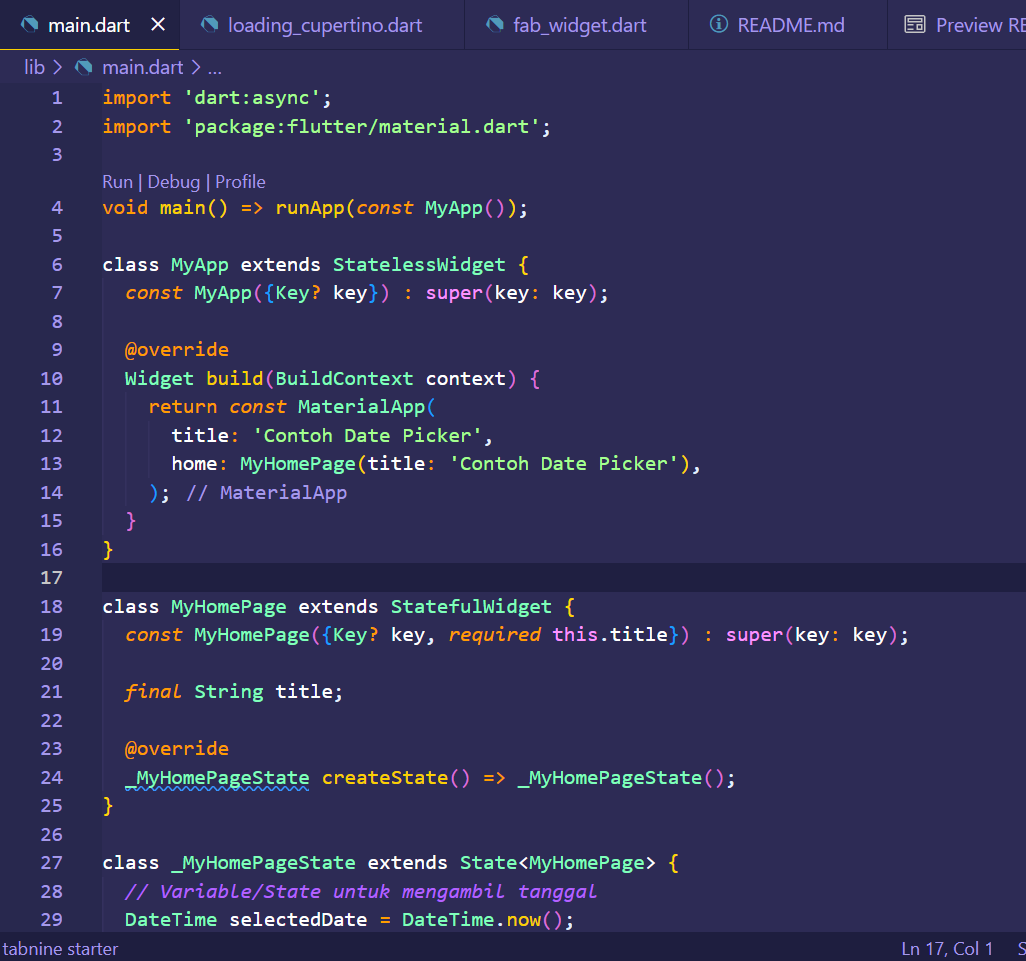 main.dart × loading_cupertino.dart fab_widget.dart README.md Preview RE
lib > main.dart > ...
1 import 'dart:async';
2 import 'package:flutter/material.dart';
3
Run | Debug | Profile
4 void main() => runApp(const MyApp());
5
6 class MyApp extends StatelessWidget {
7   const MyApp({Key? key}) : super(key: key);
8
9   @override
10   Widget build(BuildContext context) {
11     return const MaterialApp(
12       title: 'Contoh Date Picker',
13       home: MyHomePage(title: 'Contoh Date Picker'),
14     ); // MaterialApp
15   }
16 }
17
18 class MyHomePage extends StatefulWidget {
19   const MyHomePage({Key? key, required this.title}) : super(key: key);
20
21   final String title;
22
23   @override
24   _MyHomePageState createState() => _MyHomePageState();
25 }
26
27 class _MyHomePageState extends State<MyHomePage> {
28   // Variable/State untuk mengambil tanggal
29   DateTime selectedDate = DateTime.now();
tabnine starter Ln 17, Col 1 S